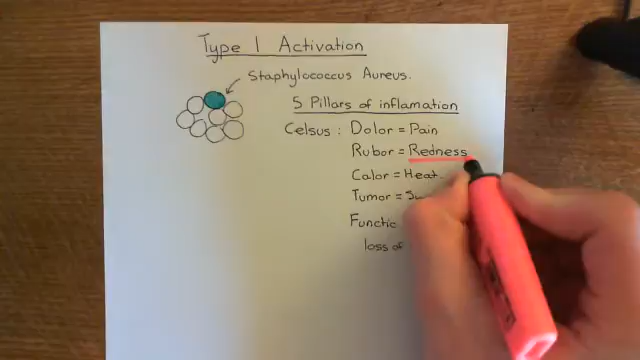 Type 1 Activation
Staphylococcus Aureus.
5 Pillars of inflamation
Celsus: Dolor = Pain
Rubor = Redness
Calor = Heat
Tumor =
Functio
loss of